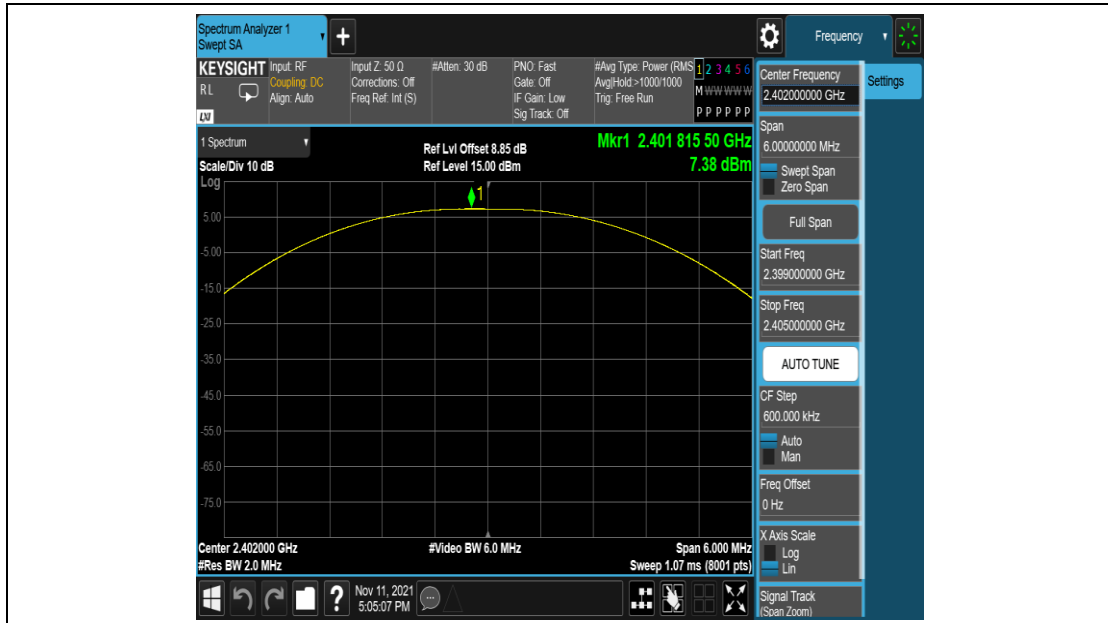 Spectrum Analyzer 1
Swept SA
+
Frequency
KEYSIGHT
RL
LXI
Input: RF
Coupling: DC
Align: Auto
Input Z: 50 Ω
Corrections: Off
Freq Ref: Int (S)
#Atten: 30 dB
PNO: Fast
Gate: Off
IF Gain: Low
Sig Track: Off
#Avg Type: Power (RMS
Avg|Hold:>1000/1000
Trig: Free Run
1 2 3 4 5 6
M W W W W W
P P P P P P
1 Spectrum
Scale/Div 10 dB
Log
Ref Lvl Offset 8.85 dB
Ref Level 15.00 dBm
Mkr1 2.401 815 50 GHz
7.38 dBm
1
5.00
-5.00
-15.0
-25.0
-35.0
-45.0
-55.0
-65.0
-75.0
Center 2.402000 GHz
#Res BW 2.0 MHz
#Video BW 6.0 MHz
Span 6.000 MHz
Sweep 1.07 ms (8001 pts)
?
Nov 11, 2021
5:05:07 PM
Center Frequency
2.402000000 GHz
Settings
Span
6.00000000 MHz
Swept Span
Zero Span
Full Span
Start Freq
2.399000000 GHz
Stop Freq
2.405000000 GHz
AUTO TUNE
CF Step
600.000 kHz
Auto
Man
Freq Offset
0 Hz
X Axis Scale
Log
Lin
Signal Track
(Span Zoom)